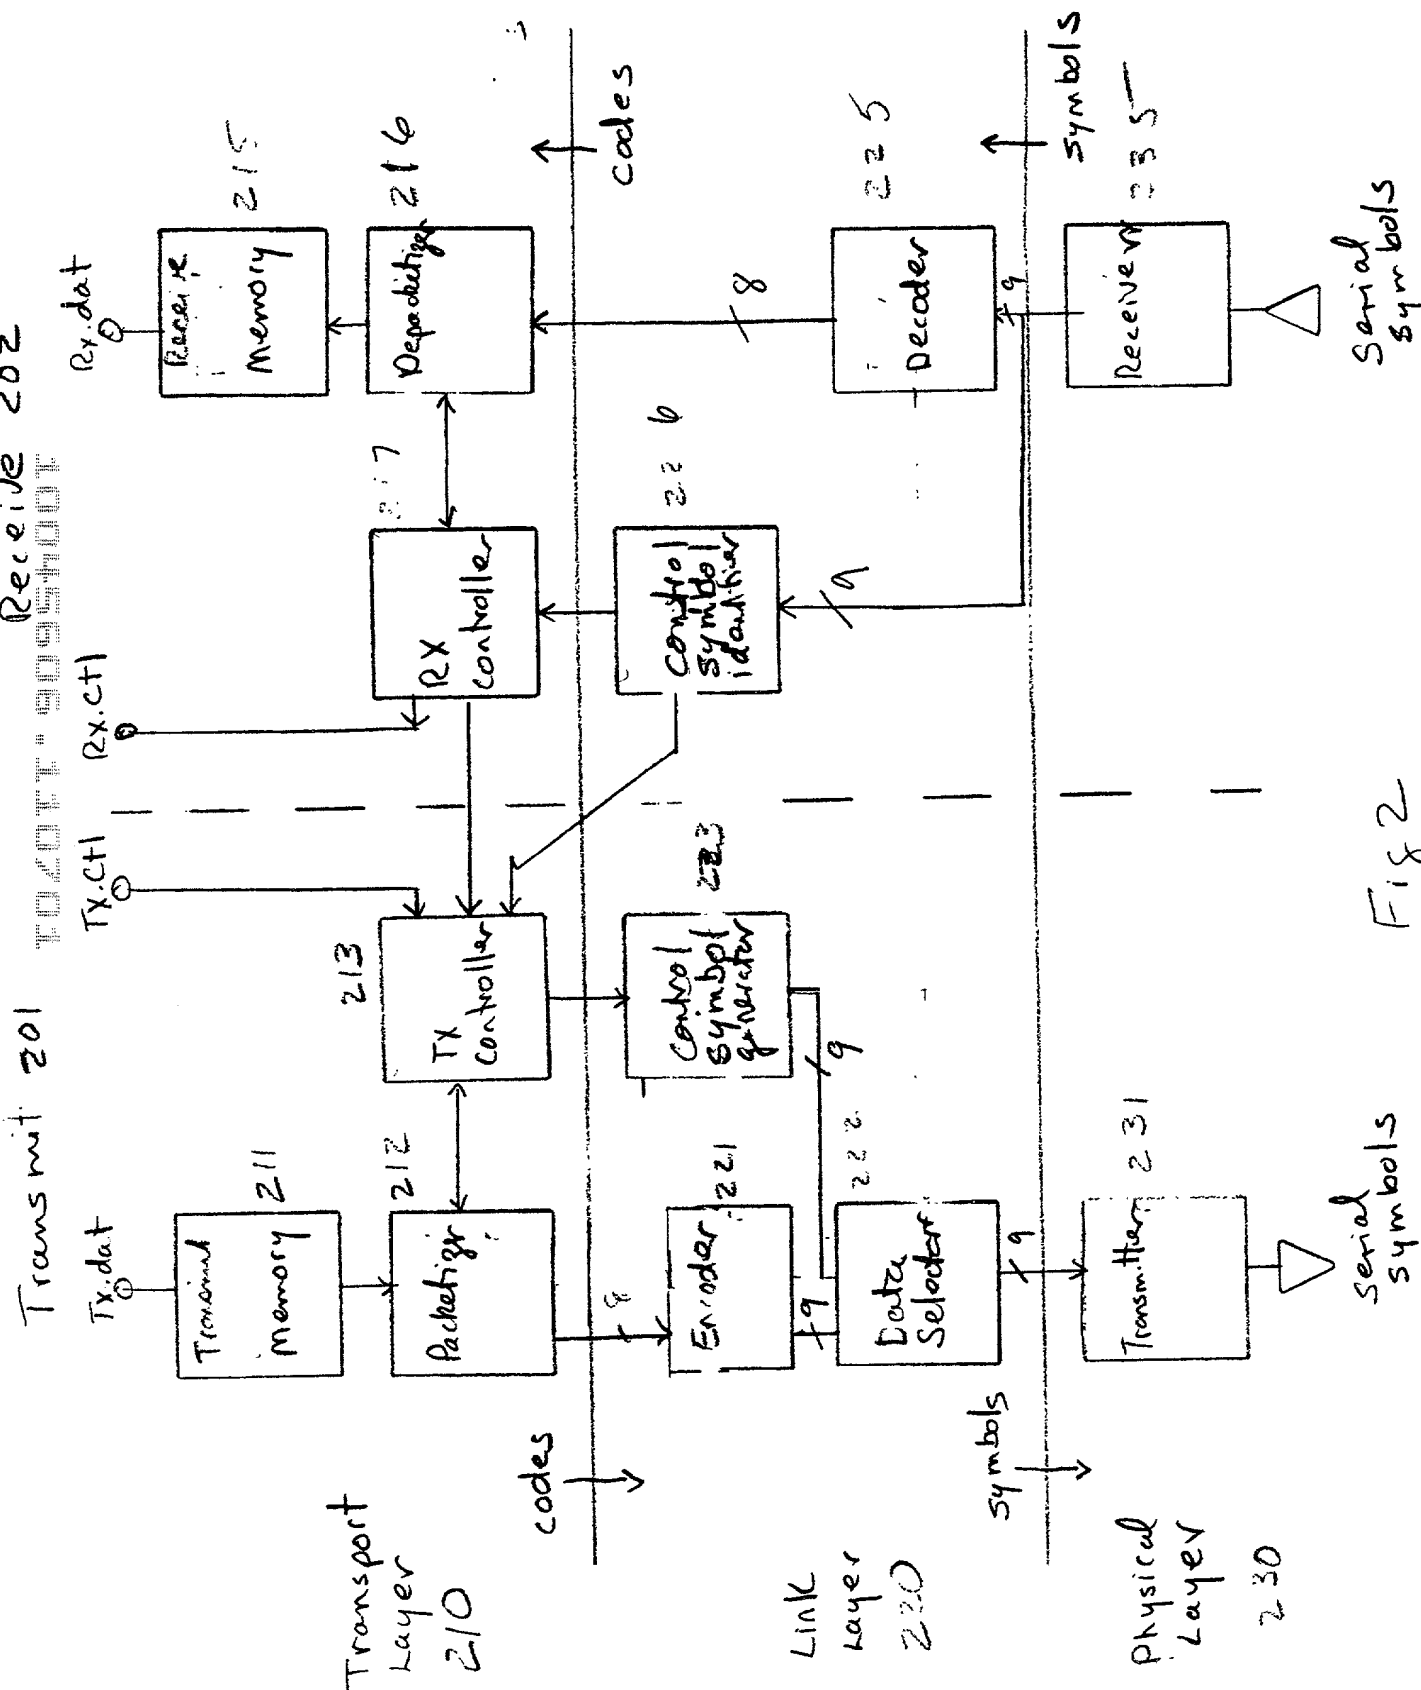 Transmit 201
Receive 202
Tx.dat
Tx.Ctl
Rx.Ctl
Rx.dat
Transport
Layer
210
Transmit
Memory
211
Packetizer
212
TX
Controller
213
RX
Controller
217
Receive
Memory
215
Depacketizer
216
codes
codes
8
8
Link
Layer
220
Encoder
221
9
Data
Selector
222
Control
symbol
generator
223
9
Control
symbol
identifier
226
9
Decoder
225
symbols
symbols
9
9
Physical
Layer
230
Transmitter
231
Receiver
235
Serial
symbols
Serial
symbols
Fig 2